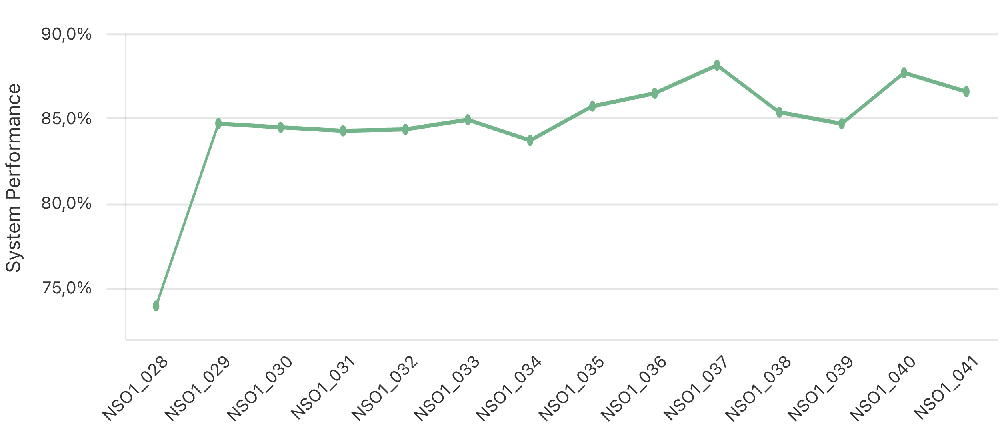 System Performance
90,0%
85,0%
80,0%
75,0%
NSO1_028
NSO1_029
NSO1_030
NSO1_031
NSO1_032
NSO1_033
NSO1_034
NSO1_035
NSO1_036
NSO1_037
NSO1_038
NSO1_039
NSO1_040
NSO1_041